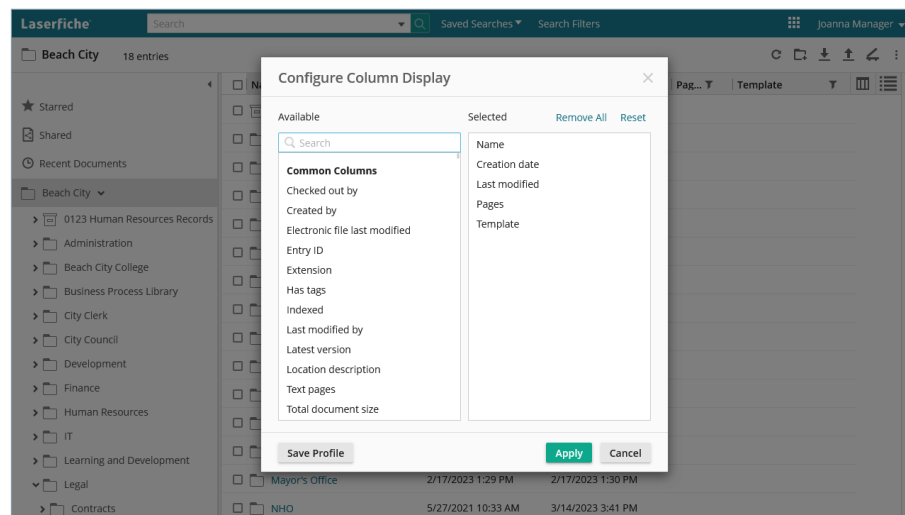 Laserfiche Search Saved Searches Search Filters Joanna Manager
Beach City 18 entries
Pag... Template
Starred
Shared
Recent Documents
Beach City
0123 Human Resources Records
Administration
Beach City College
Business Process Library
City Clerk
City Council
Development
Finance
Human Resources
IT
Learning and Development
Legal
Contracts
Configure Column Display
Available
Search
Common Columns
Checked out by
Created by
Electronic file last modified
Entry ID
Extension
Has tags
Indexed
Last modified by
Latest version
Location description
Text pages
Total document size
Selected Remove All Reset
Name
Creation date
Last modified
Pages
Template
Save Profile Apply Cancel
Mayor's Office 2/17/2023 1:29 PM 2/17/2023 1:30 PM
NHO 5/27/2021 10:33 AM 3/14/2023 3:41 PM